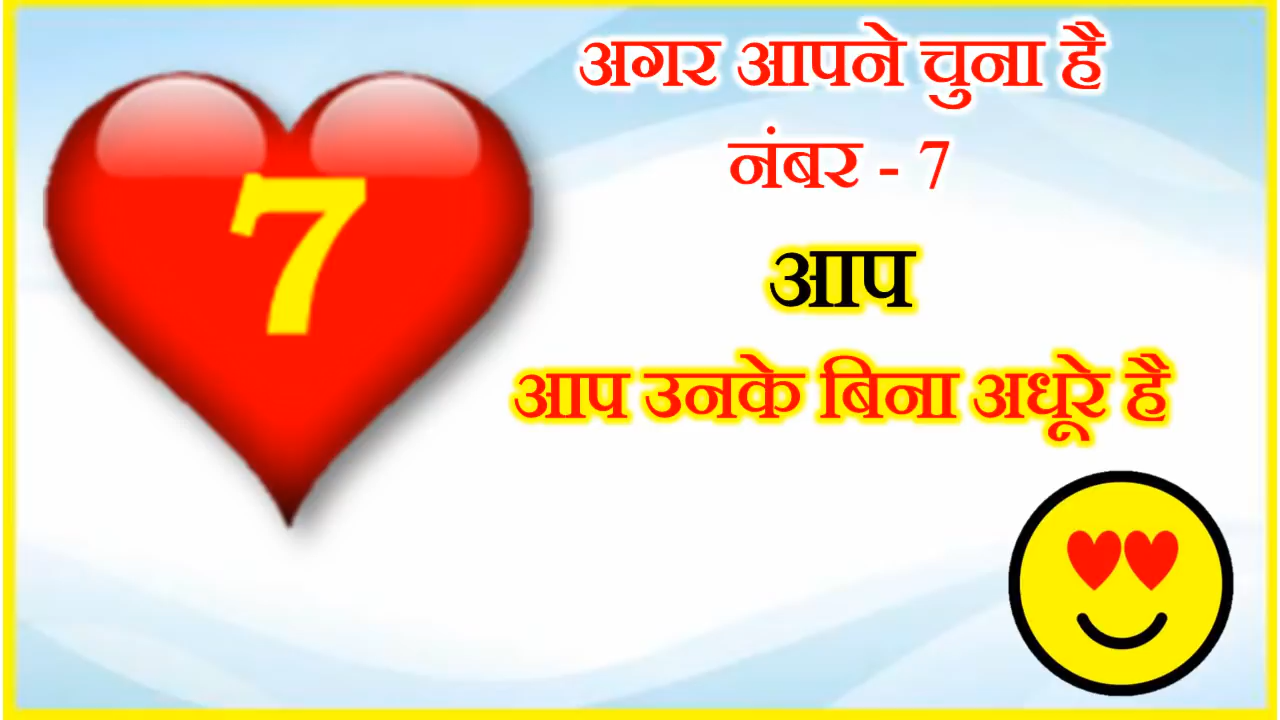 7
अगर आपने चुना है
नंबर - 7
आप
आप उनके बिना अधूरे है